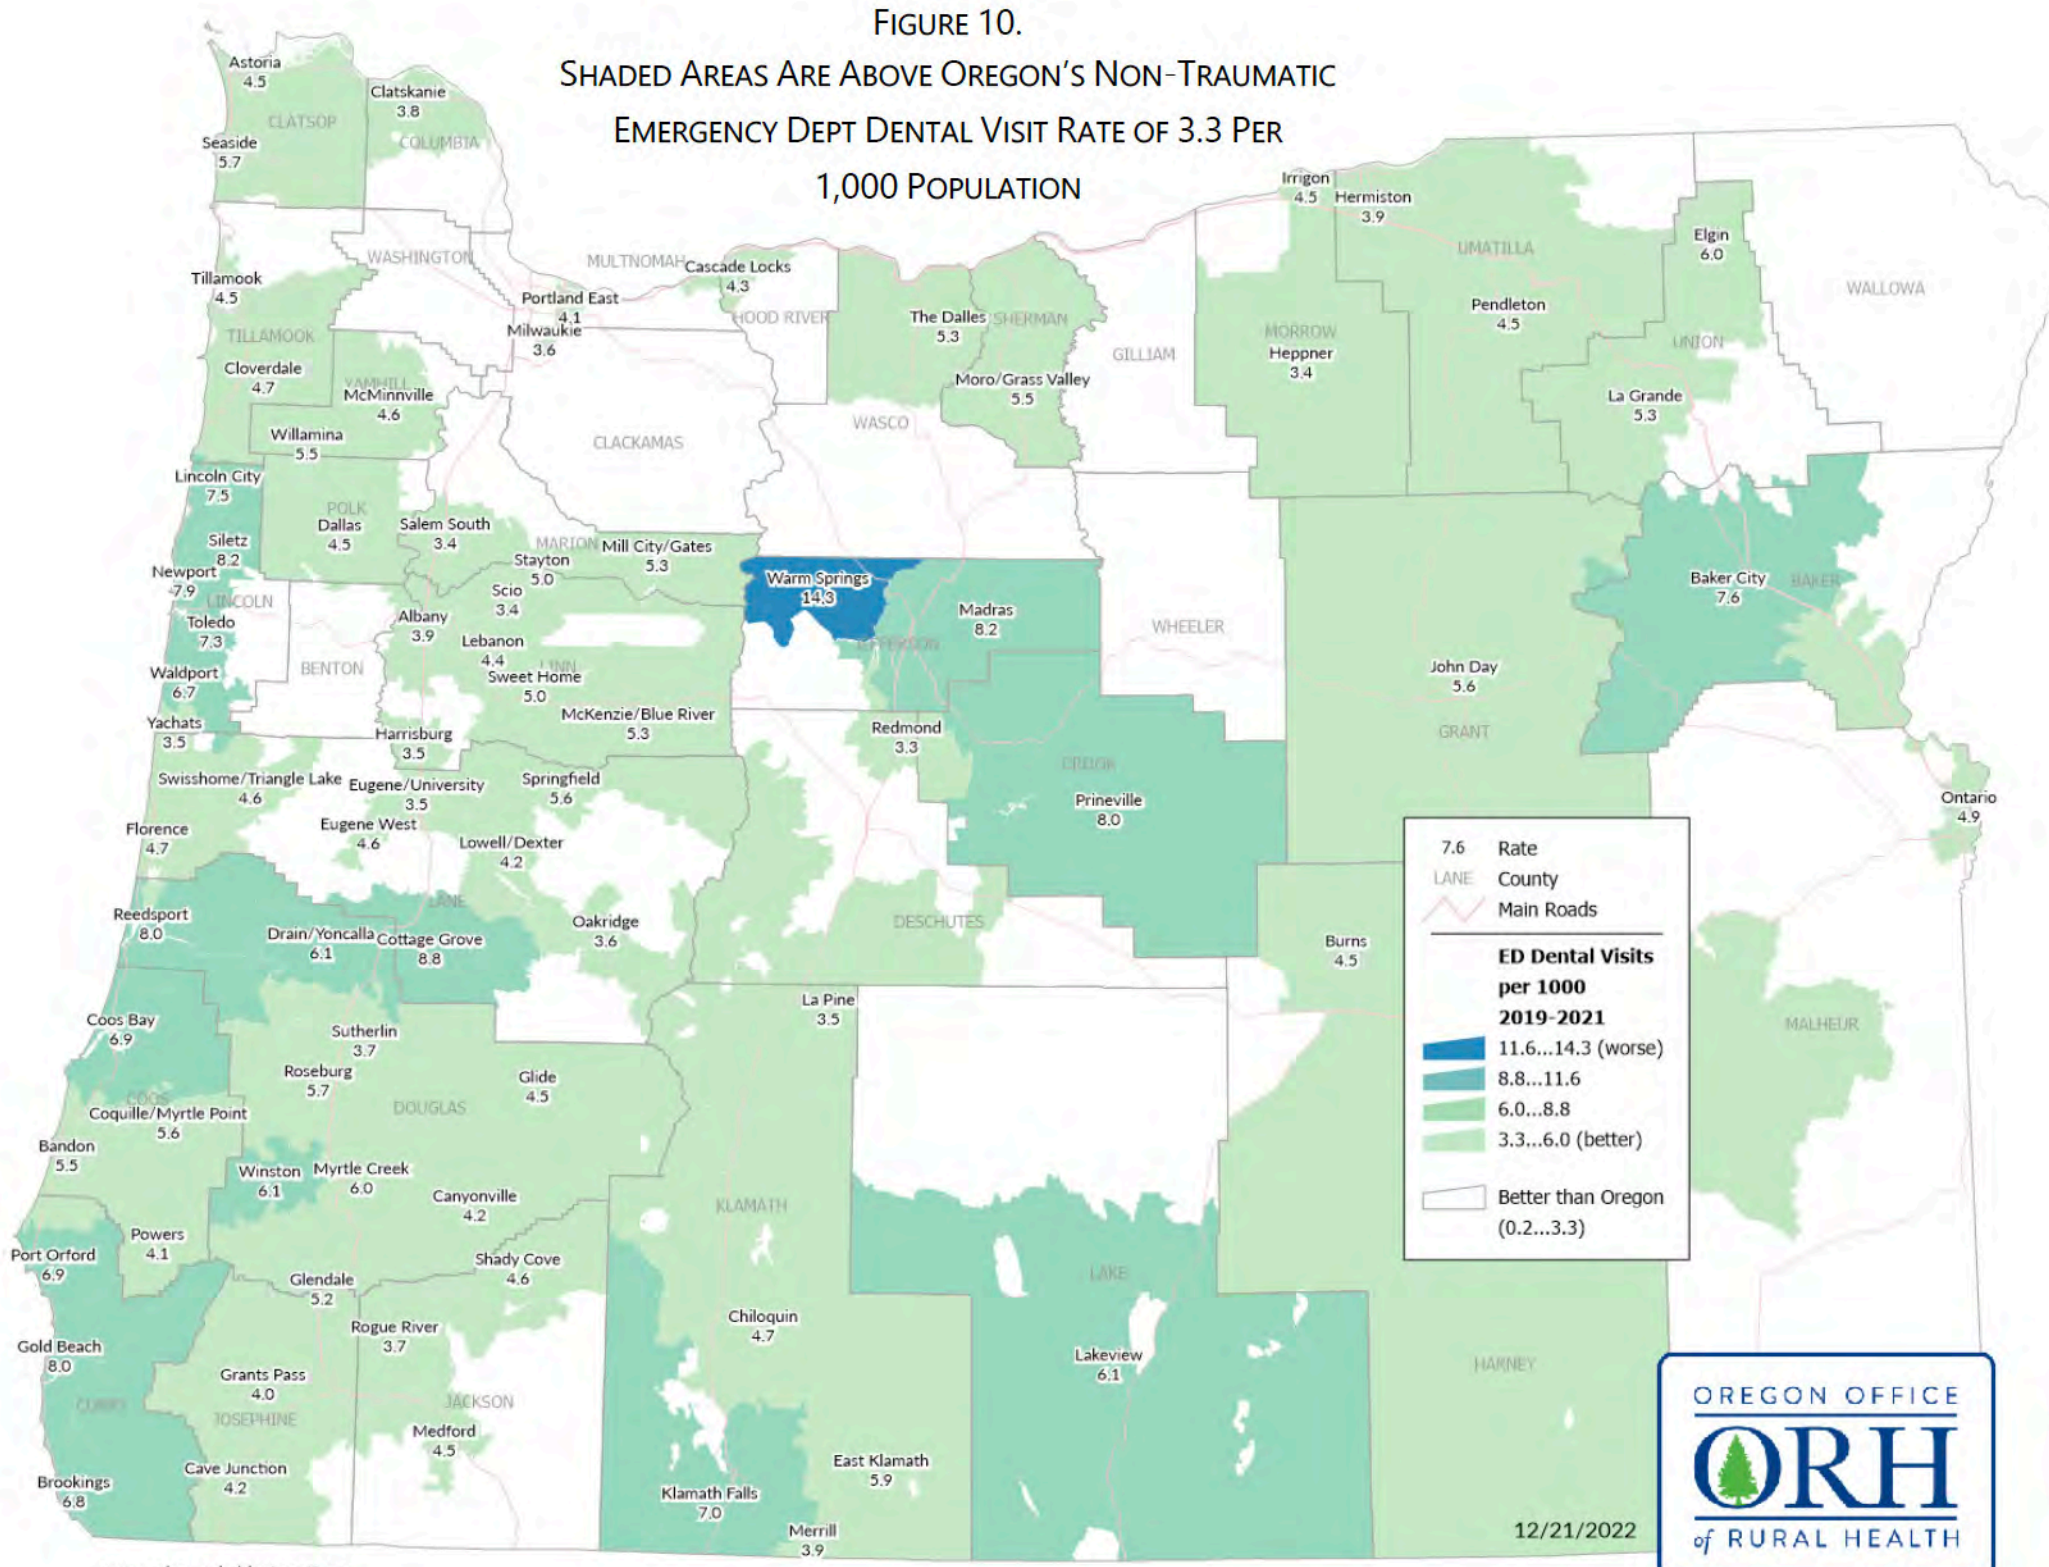 FIGURE 10.
SHADED AREAS ARE ABOVE OREGON'S NON-TRAUMATIC
EMERGENCY DEPT DENTAL VISIT RATE OF 3.3 PER
1,000 POPULATION
Astoria
4.5
CLATSOP
Clatskanie
3.8
COLUMBIA
Seaside
5.7
Irrigon
4.5
Hermiston
3.9
UMATILLA
Elgin
6.0
WALLOWA
WASHINGTON
MULTNOMAH
Cascade Locks
4.3
Tillamook
4.5
Portland East
4.1
Milwaukie
3.6
HOOD RIVER
The Dalles
5.3
SHERMAN
Pendleton
4.5
TILLAMOOK
MORROW
Heppner
3.4
GILLIAM
UNION
Cloverdale
4.7
YAMHILL
McMinnville
4.6
Moro/Grass Valley
5.5
La Grande
5.3
Willamina
5.5
CLACKAMAS
WASCO
Lincoln City
7.5
POLK
Dallas
4.5
Salem South
3.4
MARION
Mill City/Gates
5.3
Siletz
8.2
Stayton
5.0
Newport
7.9
LINCOLN
Scio
3.4
Warm Springs
14.3
Madras
8.2
Baker City
7.6
BAKER
Toledo
7.3
Albany
3.9
Lebanon
4.4
JEFFERSON
WHEELER
Waldport
6.7
BENTON
LINN
Sweet Home
5.0
John Day
5.6
Yachats
3.5
Harrisburg
3.5
McKenzie/Blue River
5.3
Redmond
3.3
GRANT
Swisshome/Triangle Lake
4.6
Eugene/University
3.5
Springfield
5.6
CROOK
Prineville
8.0
Ontario
4.9
Florence
4.7
Eugene West
4.6
Lowell/Dexter
4.2
LANE
Reedsport
8.0
Drain/Yoncalla
6.1
Cottage Grove
8.8
Oakridge
3.6
DESCHUTES
Burns
4.5
7.6 Rate
LANE County
Main Roads
ED Dental Visits
per 1000
2019-2021
11.6...14.3 (worse)
8.8...11.6
6.0...8.8
3.3...6.0 (better)
Better than Oregon
(0.2...3.3)
Coos Bay
6.9
Sutherlin
3.7
La Pine
3.5
MALHEUR
Roseburg
5.7
Glide
4.5
COOS
DOUGLAS
Coquille/Myrtle Point
5.6
Bandon
5.5
Winston
6.1
Myrtle Creek
6.0
Canyonville
4.2
KLAMATH
Powers
4.1
Port Orford
6.9
Shady Cove
4.6
Glendale
5.2
LAKE
Rogue River
3.7
Chiloquin
4.7
Gold Beach
8.0
Grants Pass
4.0
Lakeview
6.1
HARNEY
CURRY
JOSEPHINE
JACKSON
Medford
4.5
Cave Junction
4.2
East Klamath
5.9
Brookings
6.8
Klamath Falls
7.0
Merrill
3.9
12/21/2022
OREGON OFFICE
ORH
of RURAL HEALTH